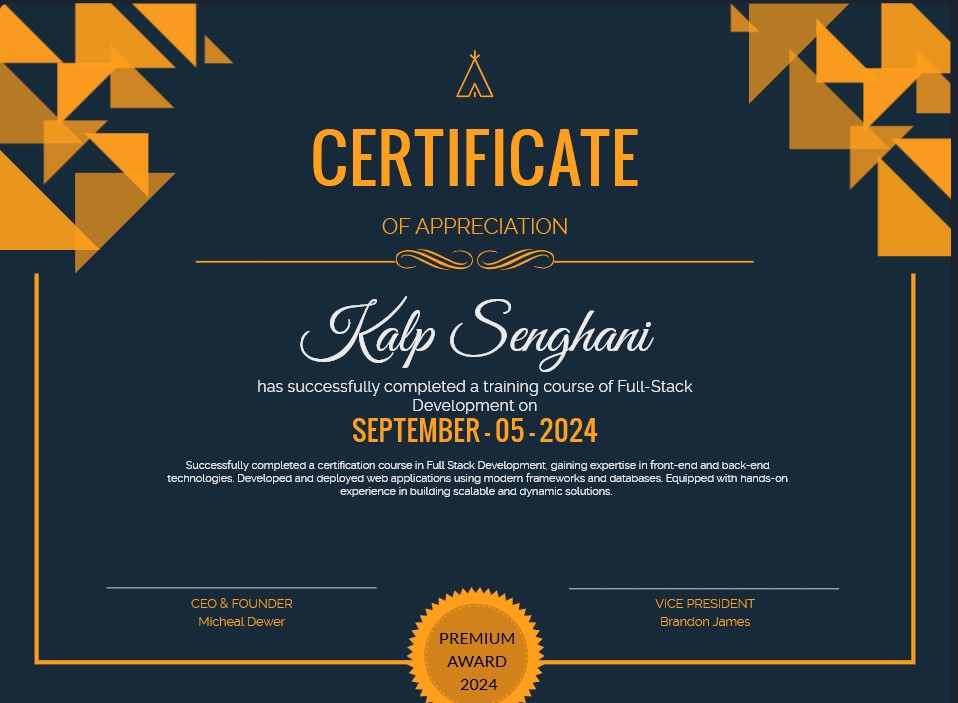 CERTIFICATE
OF APPRECIATION
Kalp Senghani
has successfully completed a training course of Full-Stack
Development on
SEPTEMBER - 05 - 2024
Successfully completed a certification course in Full Stack Development, gaining expertise in front-end and back-end
technologies. Developed and deployed web applications using modern frameworks and databases. Equipped with hands-on
experience in building scalable and dynamic solutions.
CEO & FOUNDER
Micheal Dewer
VICE PRESIDENT
Brandon James
PREMIUM
AWARD
2024